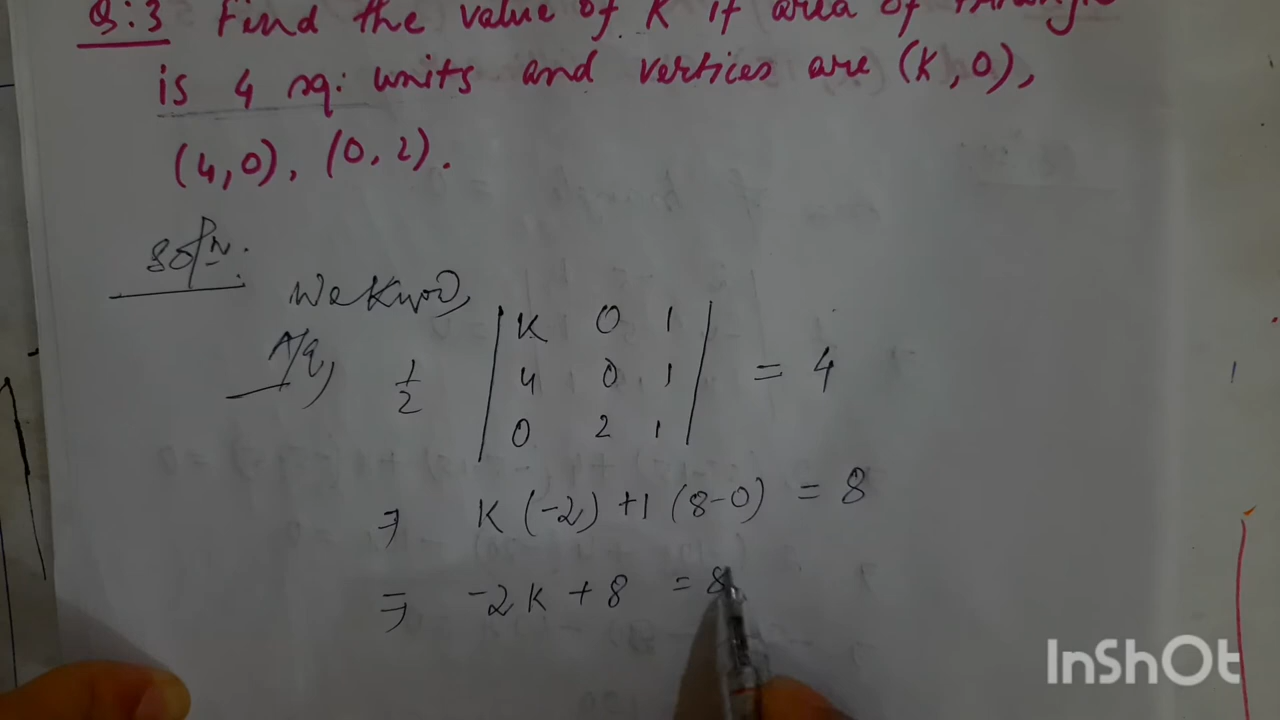 Q:3 Find the value of K if area of triangle
is 4 sq: units and vertices are (K,0),
(4,0), (0,2).
Soln.
We Know,
A/q, 1/2 | K 0 1 |
| 4 0 1 | = 4
| 0 2 1 |
⇒ K(-2)+1(8-0) = 8
⇒ -2K+8 = 8
InShOt